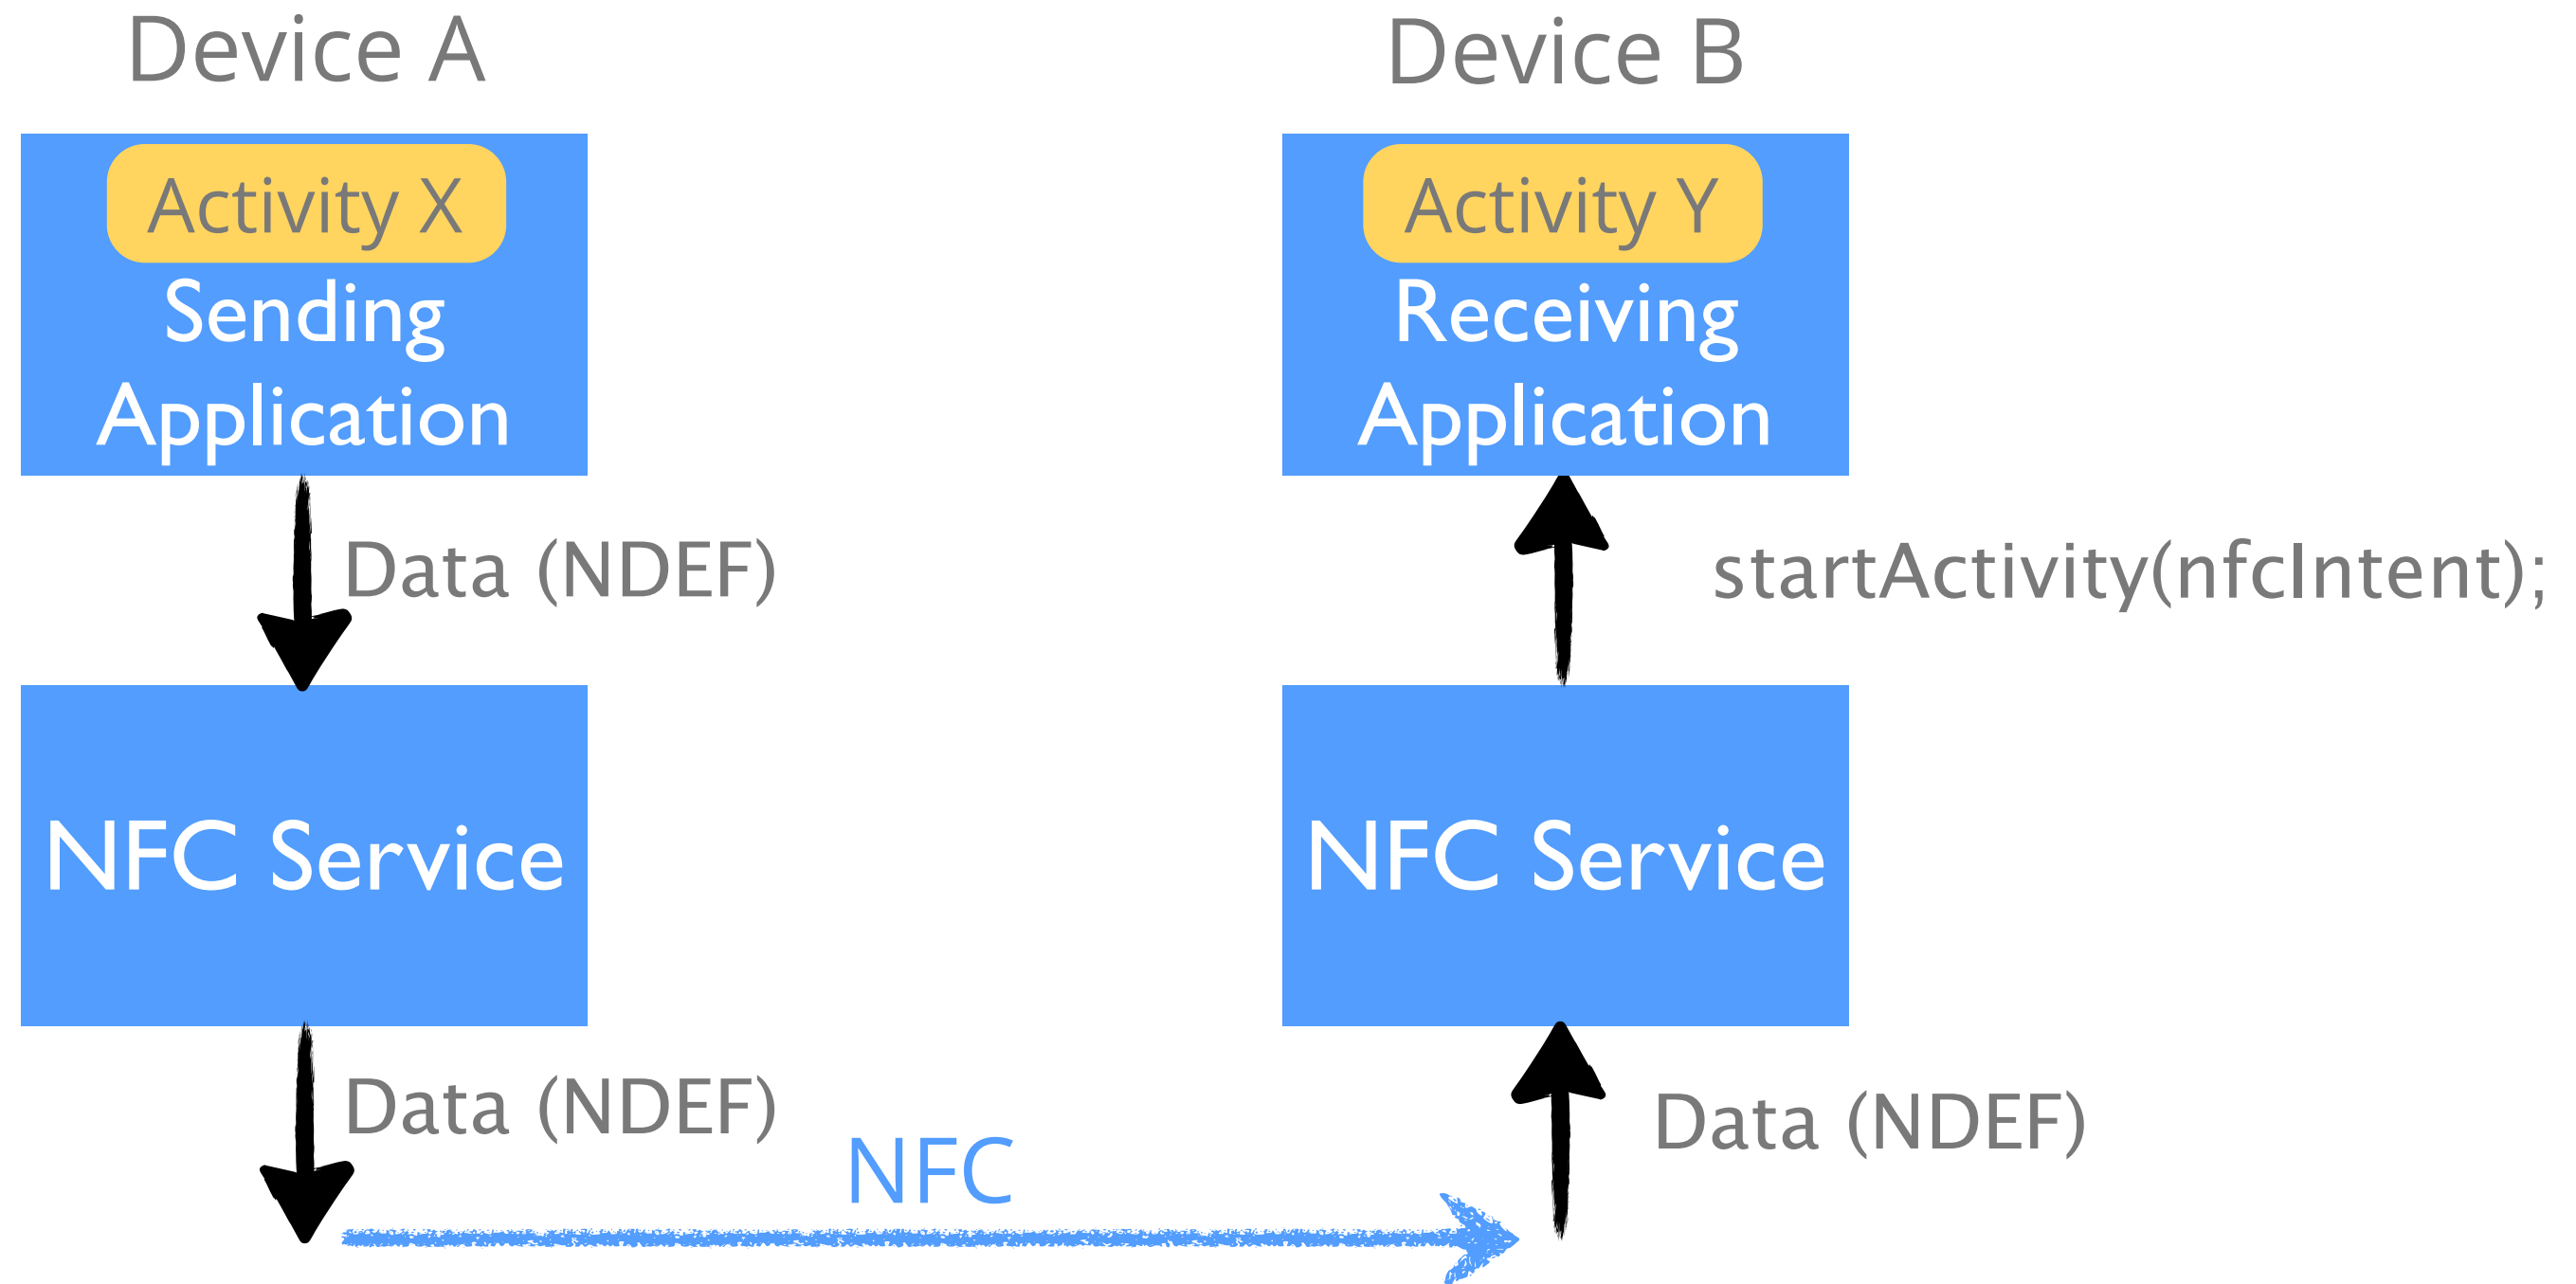 Device A
Device B
Activity X
Sending
Application
Activity Y
Receiving
Application
Data (NDEF)
startActivity(nfcIntent);
NFC Service
NFC Service
Data (NDEF)
Data (NDEF)
NFC